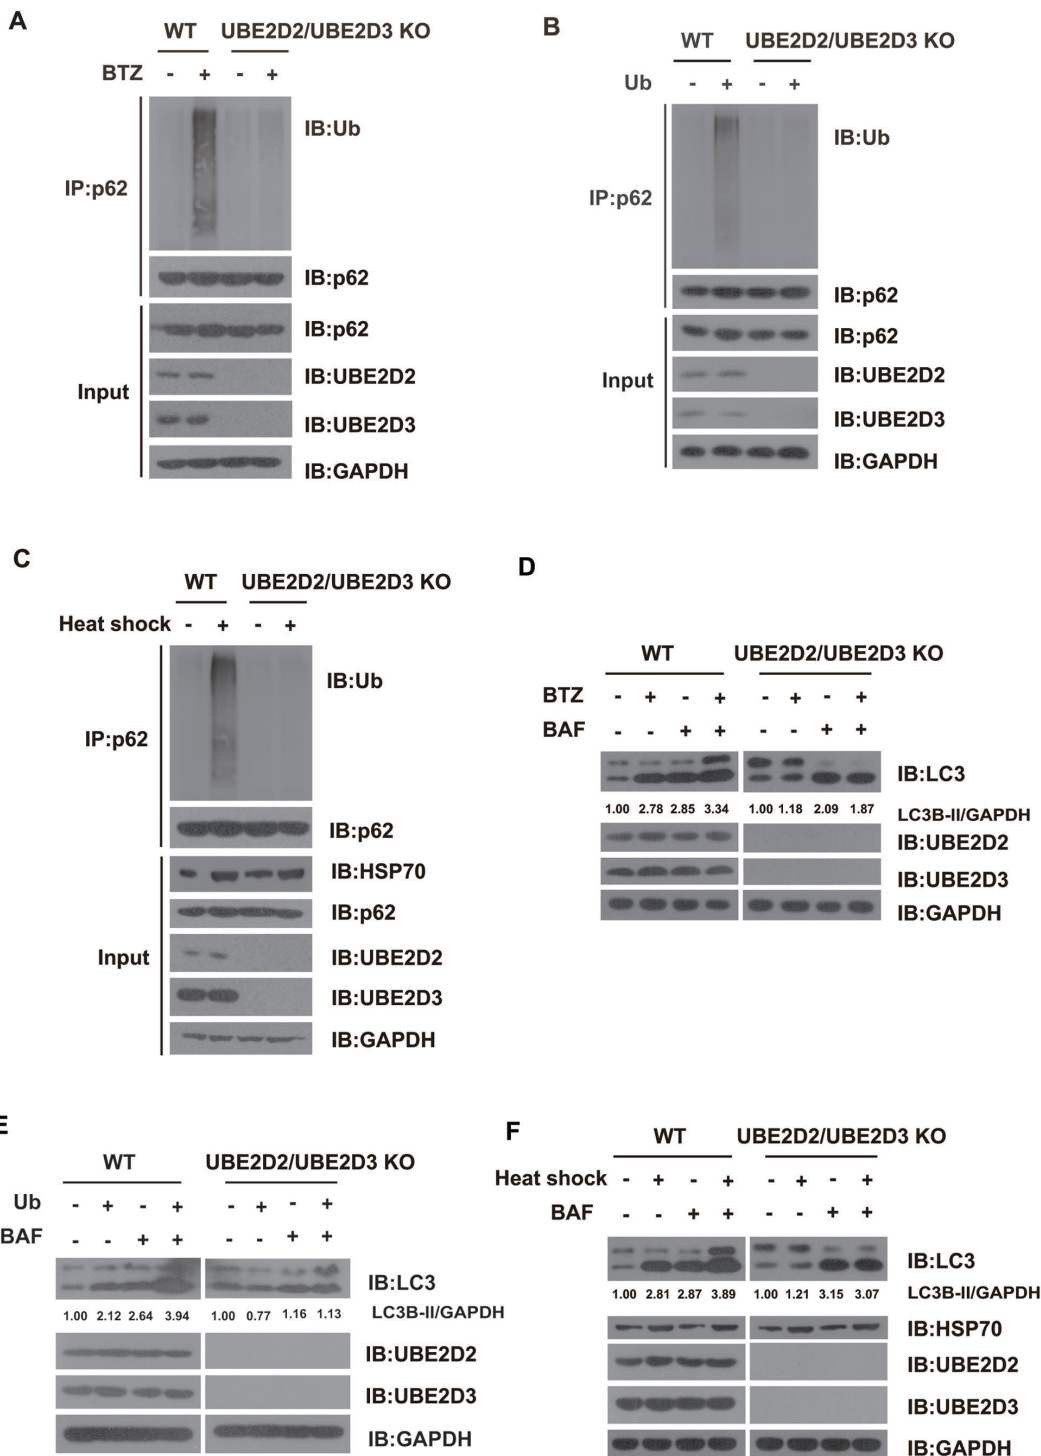 A
WT UBE2D2/UBE2D3 KO
BTZ - + - +
IB:Ub
IP:p62
IB:p62
IB:p62
IB:UBE2D2
Input
IB:UBE2D3
IB:GAPDH
B
WT UBE2D2/UBE2D3 KO
Ub - + - +
IB:Ub
IP:p62
IB:p62
IB:p62
IB:UBE2D2
Input
IB:UBE2D3
IB:GAPDH
C
WT UBE2D2/UBE2D3 KO
Heat shock - + - +
IB:Ub
IP:p62
IB:p62
IB:HSP70
IB:p62
Input
IB:UBE2D2
IB:UBE2D3
IB:GAPDH
D
WT UBE2D2/UBE2D3 KO
BTZ - + - + - + - +
BAF - - + + - - + +
IB:LC3
1.00 2.78 2.85 3.34 1.00 1.18 2.09 1.87 LC3B-II/GAPDH
IB:UBE2D2
IB:UBE2D3
IB:GAPDH
E
WT UBE2D2/UBE2D3 KO
Ub - + - + - + - +
BAF - - + + - - + +
IB:LC3
1.00 2.12 2.64 3.94 1.00 0.77 1.16 1.13 LC3B-II/GAPDH
IB:UBE2D2
IB:UBE2D3
IB:GAPDH
F
WT UBE2D2/UBE2D3 KO
Heat shock - + - + - + - +
BAF - - + + - - + +
IB:LC3
1.00 2.81 2.87 3.89 1.00 1.21 3.15 3.07 LC3B-II/GAPDH
IB:HSP70
IB:UBE2D2
IB:UBE2D3
IB:GAPDH